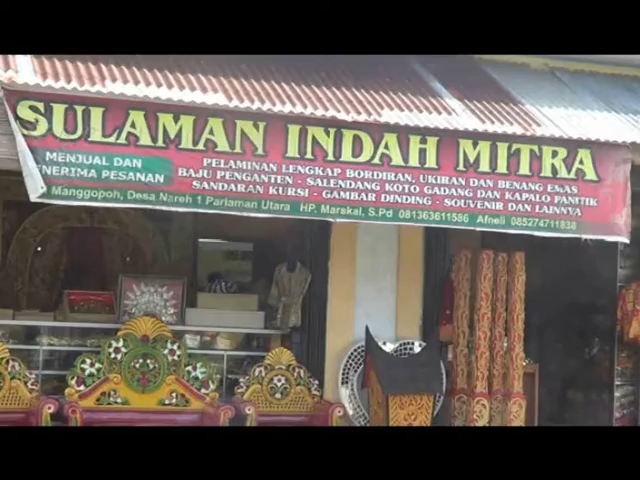 SULAMAN INDAH MITRA
MENJUAL DAN
MENERIMA PESANAN
PELAMINAN LENGKAP BORDIRAN, UKIRAN DAN BENANG EMAS
BAJU PENGANTEN - SALENDANG KOTO GADANG DAN KAPALO PANITIK
SANDARAN KURSI - GAMBAR DINDING - SOUVENIR DAN LAINNYA
Manggopoh, Desa Nareh 1 Pariaman Utara HP. Marskal, S.Pd 081363611586 Afneli 085274711838